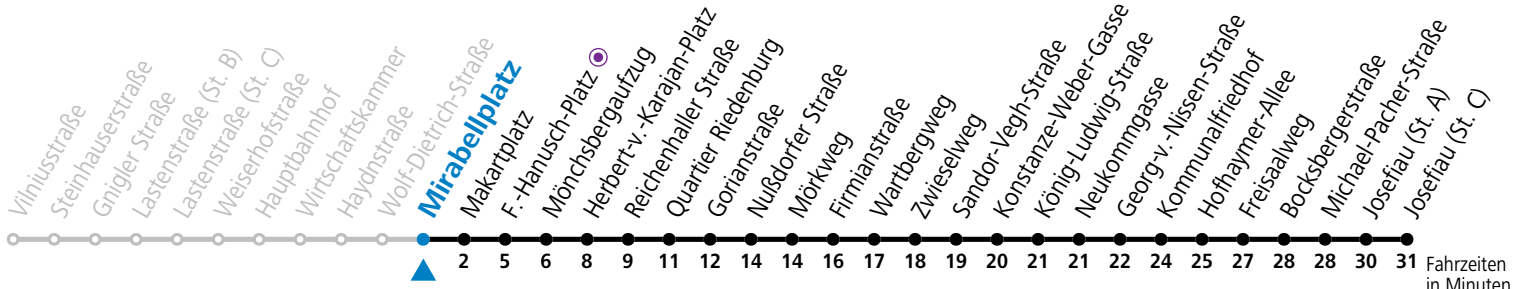 Vilniusstraße
Steinhauserstraße
Gnigler Straße
Lastenstraße (St. B)
Lastenstraße (St. C)
Weiserhofstraße
Hauptbahnhof
Wirtschaftskammer
Haydnstraße
Wolf-Dietrich-Straße
Mirabellplatz
Makartplatz
F.-Hanusch-Platz
Mönchsbergaufzug
Herbert-v.-Karajan-Platz
Reichenhaller Straße
Quartier Riedenburg
Gorianstraße
Nußdorfer Straße
Mörkweg
Firmianstraße
Wartbergweg
Zwieselweg
Sandor-Vegh-Straße
Konstanze-Weber-Gasse
König-Ludwig-Straße
Neukommgasse
Georg-v.-Nissen-Straße
Kommunalfriedhof
Hofhaymer-Allee
Freisaalweg
Bocksbergerstraße
Michael-Pacher-Straße
Josefiau (St. A)
Josefiau (St. C)
2 5 6 8 9 11 12 14 14 16 17 18 19 20 21 21 22 24 25 27 28 28 30 31 Fahrzeiten
in Minuten